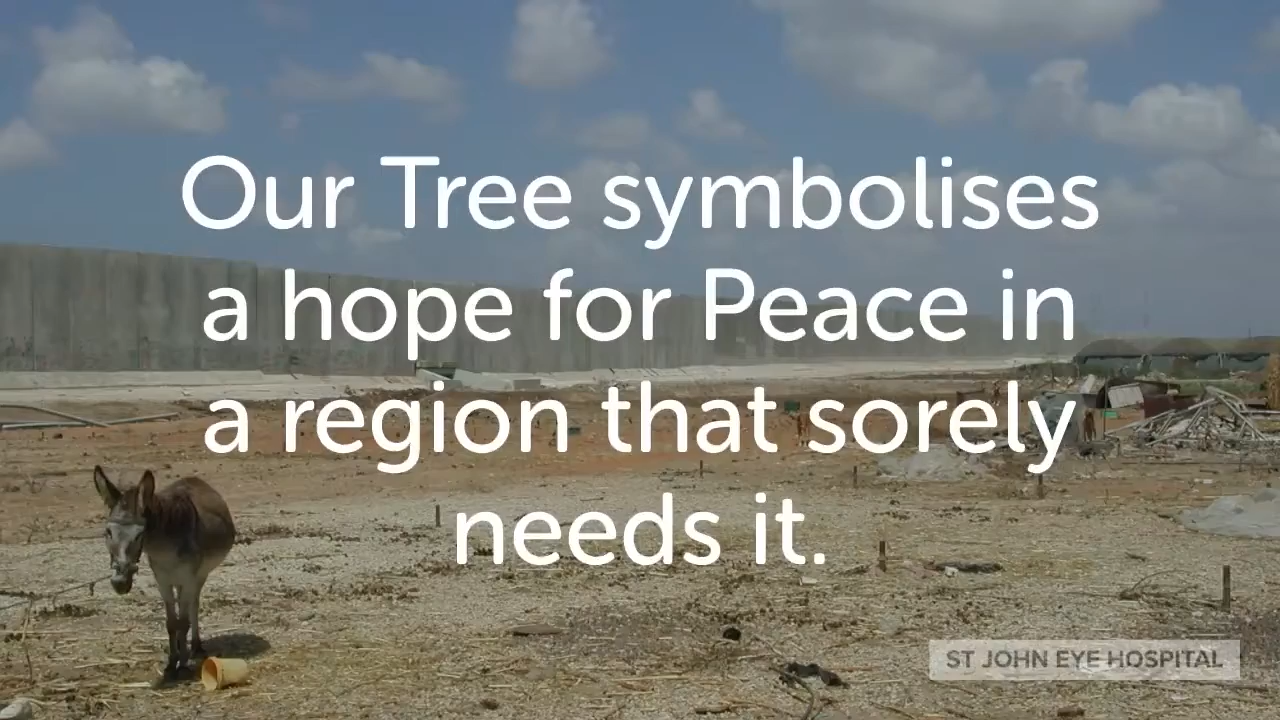 Our Tree symbolises
a hope for Peace in
a region that sorely
needs it.
ST JOHN EYE HOSPITAL